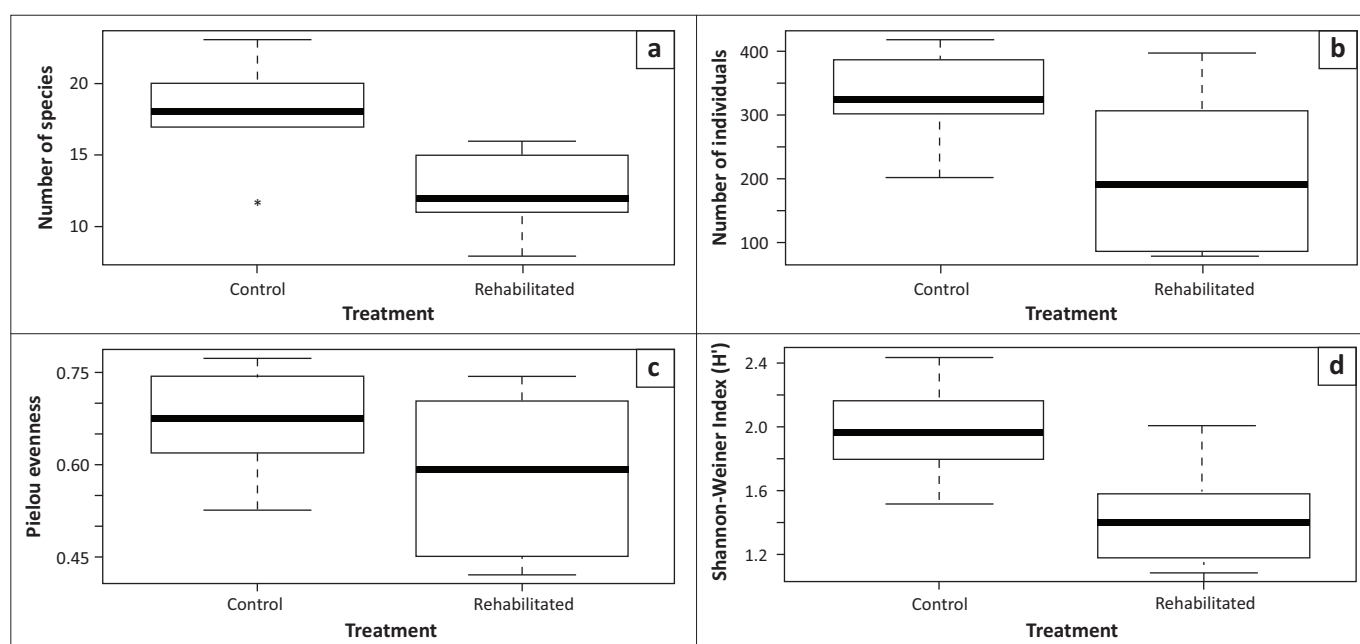 a
Number of species
20
15
10
*
Control
Rehabilitated
Treatment
b
Number of individuals
400
300
200
100
Control
Rehabilitated
Treatment
c
Pielou evenness
0.75
0.60
0.45
Control
Rehabilitated
Treatment
d
Shannon-Weiner Index (H')
2.4
2.0
1.6
1.2
Control
Rehabilitated
Treatment